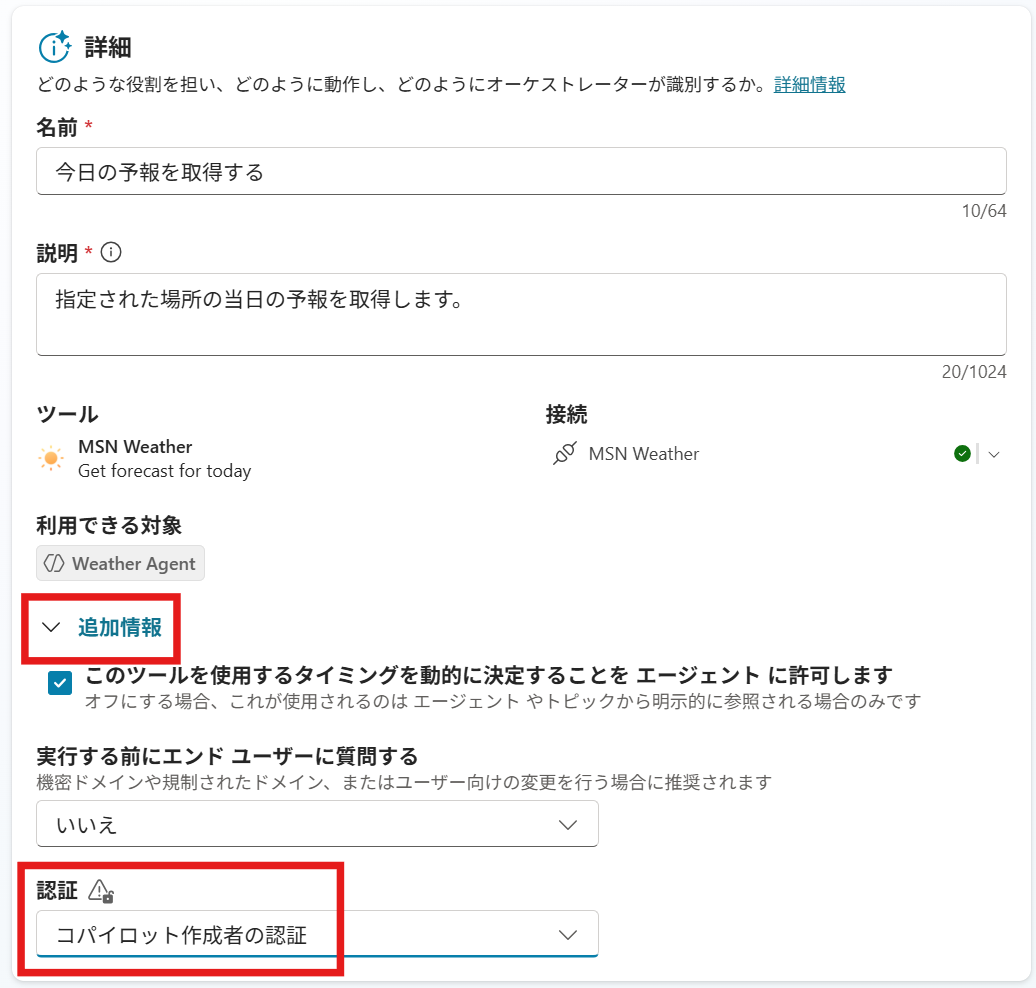 詳細
どのような役割を担い、どのように動作し、どのようにオーケストレーターが識別するか。詳細情報
名前 *
今日の予報を取得する
10/64
説明 *
指定された場所の当日の予報を取得します。
20/1024
ツール
MSN Weather
Get forecast for today
接続
MSN Weather
利用できる対象
Weather Agent
追加情報
このツールを使用するタイミングを動的に決定することを エージェント に許可します
オフにする場合、これが使用されるのは エージェント やトピックから明示的に参照される場合のみです
実行する前にエンド ユーザーに質問する
機密ドメインや規制されたドメイン、またはユーザー向けの変更を行う場合に推奨されます
いいえ
認証
コパイロット作成者の認証